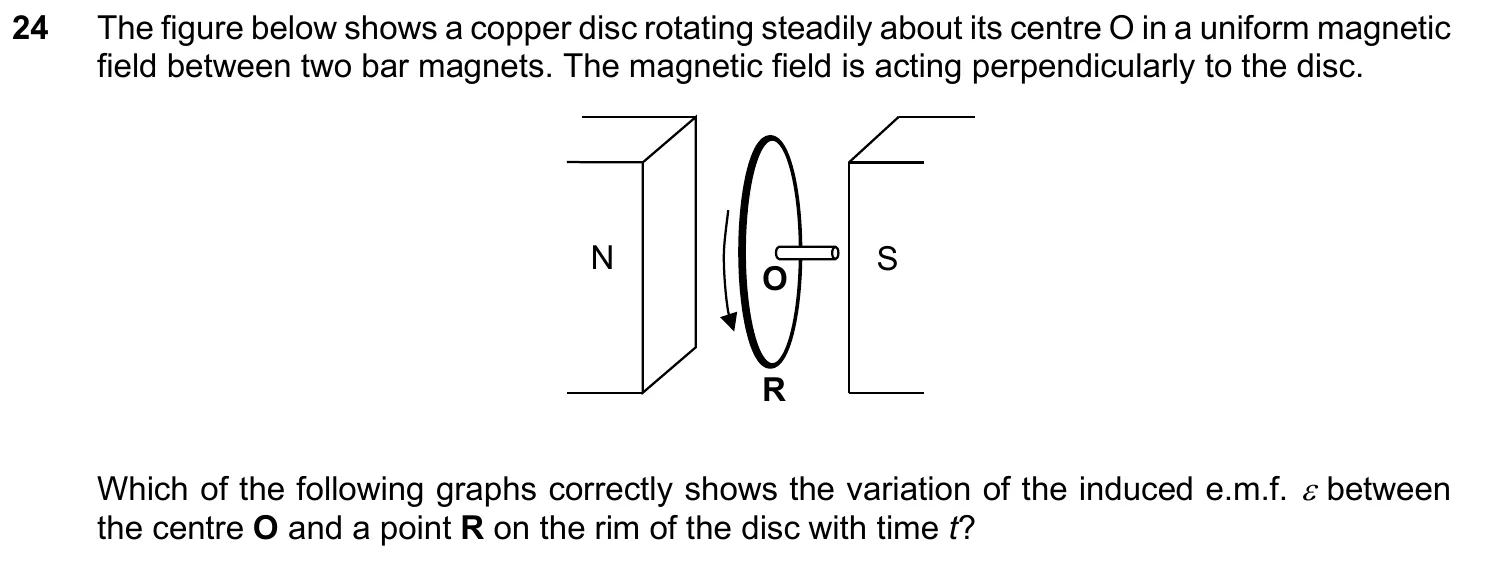 24 The figure below shows a copper disc rotating steadily about its centre O in a uniform magnetic
field between two bar magnets. The magnetic field is acting perpendicularly to the disc.
N
O
S
R
Which of the following graphs correctly shows the variation of the induced e.m.f. ε between
the centre O and a point R on the rim of the disc with time t?